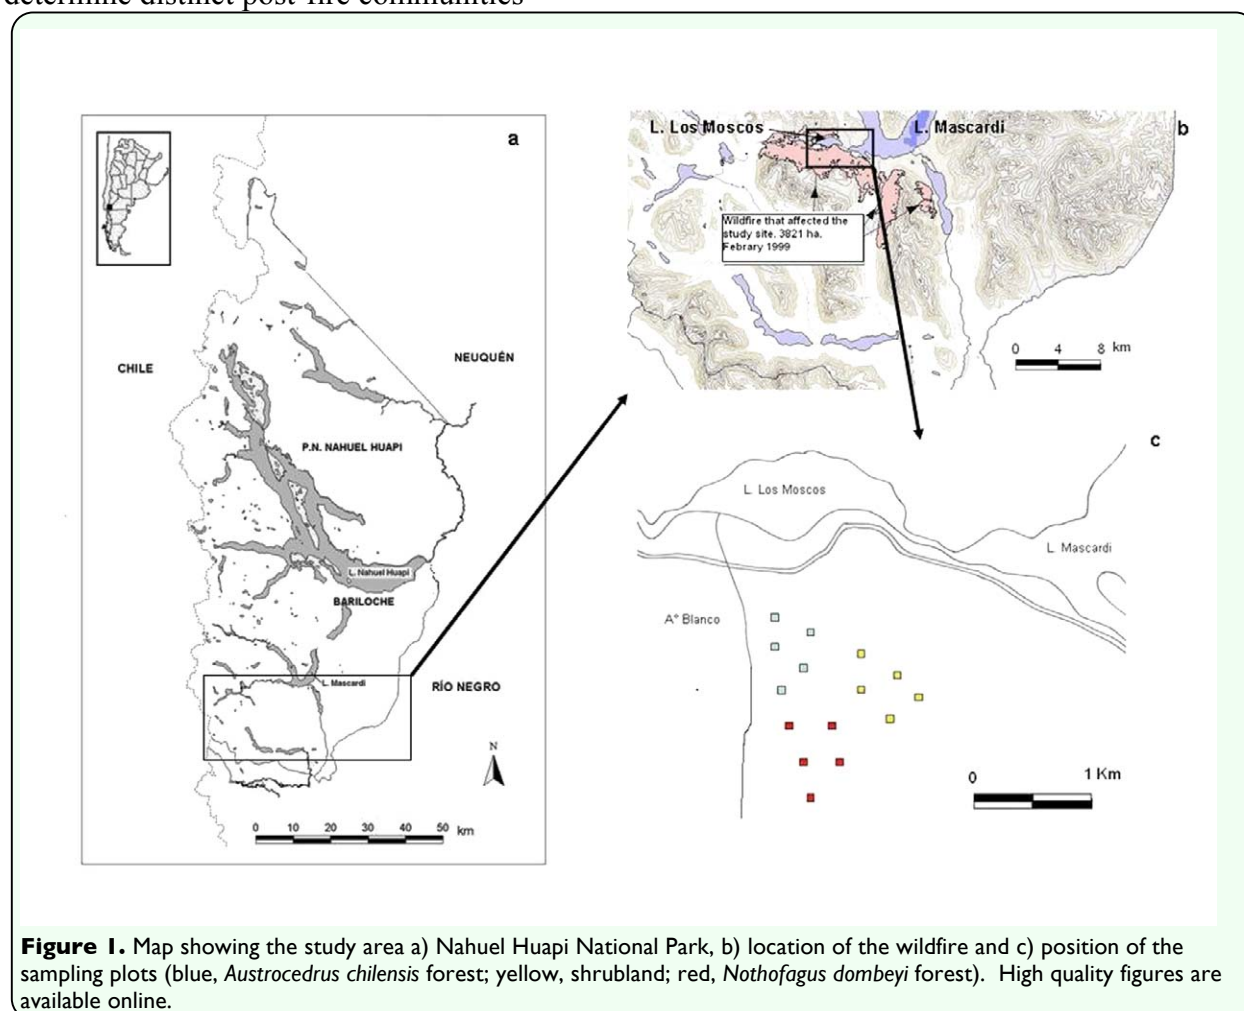 determine distinct post-fire communities
a
CHILE
NEUQUÉN
P.N. NAHUEL HUAPI
L. Nahuel Huapi
BARILOCHE
L. Mascardi
RÍO NEGRO
N
0 10 20 30 40 50 km
L. Los Moscos
L. Mascardi
b
Wildfire that affected the
study site. 3821 ha.
Febrary 1999
0 4 8 km
c
L. Los Moscos
L. Mascardi
A° Blanco
0 1 Km
Figure 1. Map showing the study area a) Nahuel Huapi National Park, b) location of the wildfire and c) position of the
sampling plots (blue, Austrocedrus chilensis forest; yellow, shrubland; red, Nothofagus dombeyi forest). High quality figures are
available online.